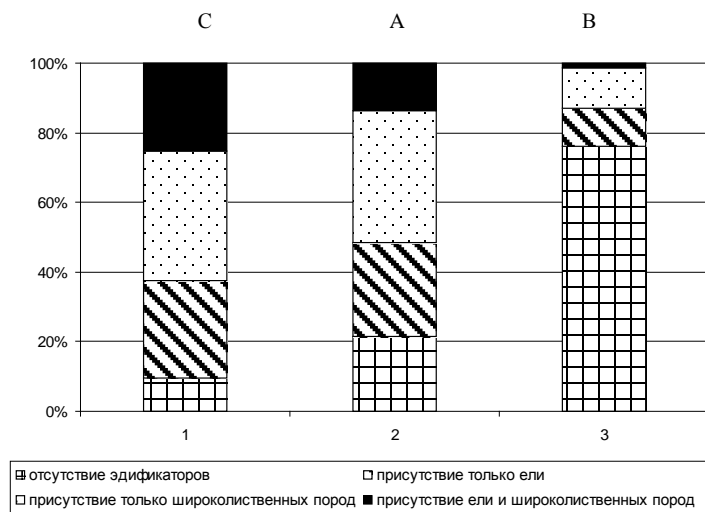 С А В
100%
80%
60%
40%
20%
0%
1 2 3
отсутствие эдификаторов присутствие только ели
присутствие только широколиственных пород присутствие ели и широколиственных пород